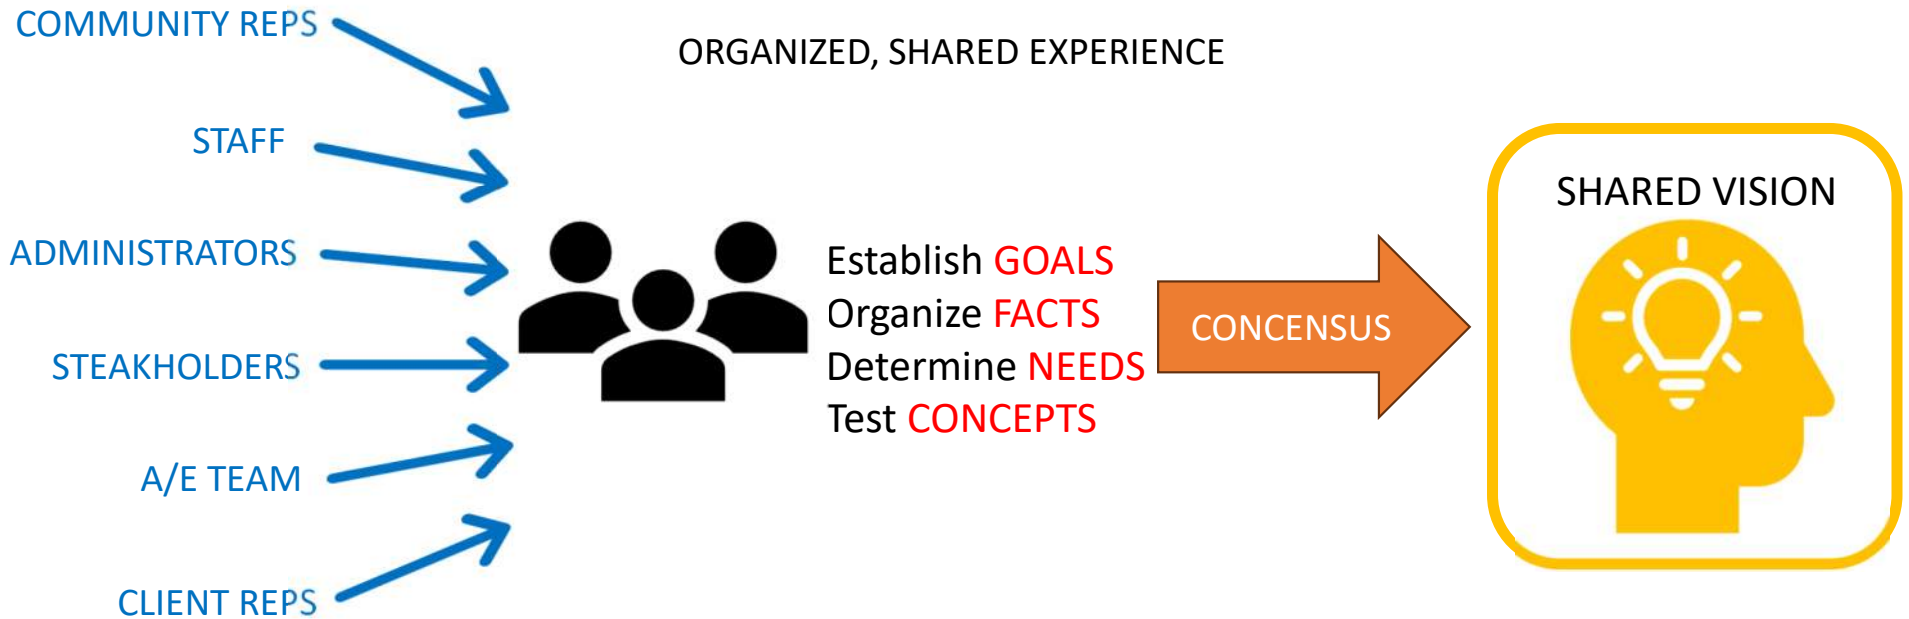 COMMUNITY REPS
STAFF
ADMINISTRATORS
STEAKHOLDERS
A/E TEAM
CLIENT REPS
ORGANIZED, SHARED EXPERIENCE
Establish GOALS
Organize FACTS
Determine NEEDS
Test CONCEPTS
CONCENSUS
SHARED VISION